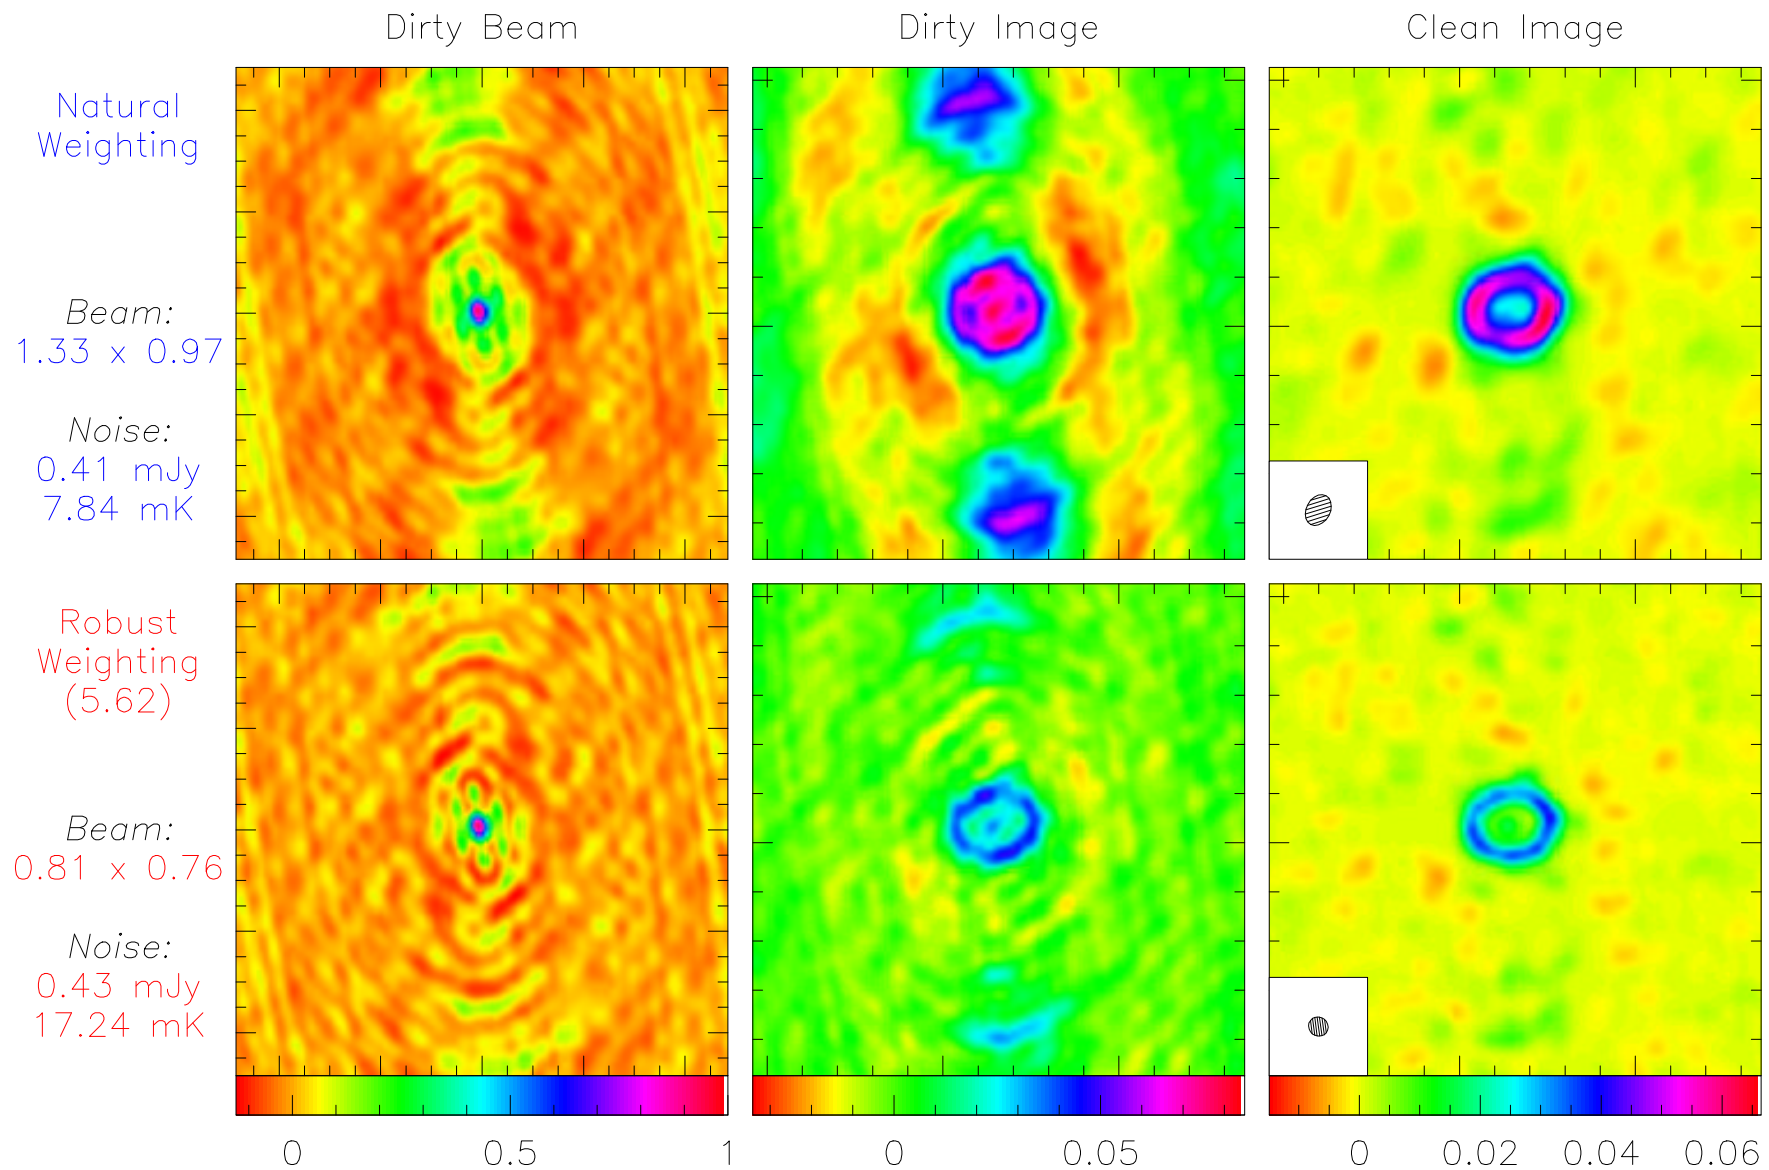 Dirty Beam
Dirty Image
Clean Image
Natural
Weighting
Beam:
1.33 x 0.97
Noise:
0.41 mJy
7.84 mK
Robust
Weighting
(5.62)
Beam:
0.81 x 0.76
Noise:
0.43 mJy
17.24 mK
0 0.5 1
0 0.05
0 0.02 0.04 0.06